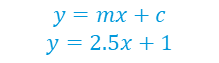 y = mx + c
y = 2.5x + 1